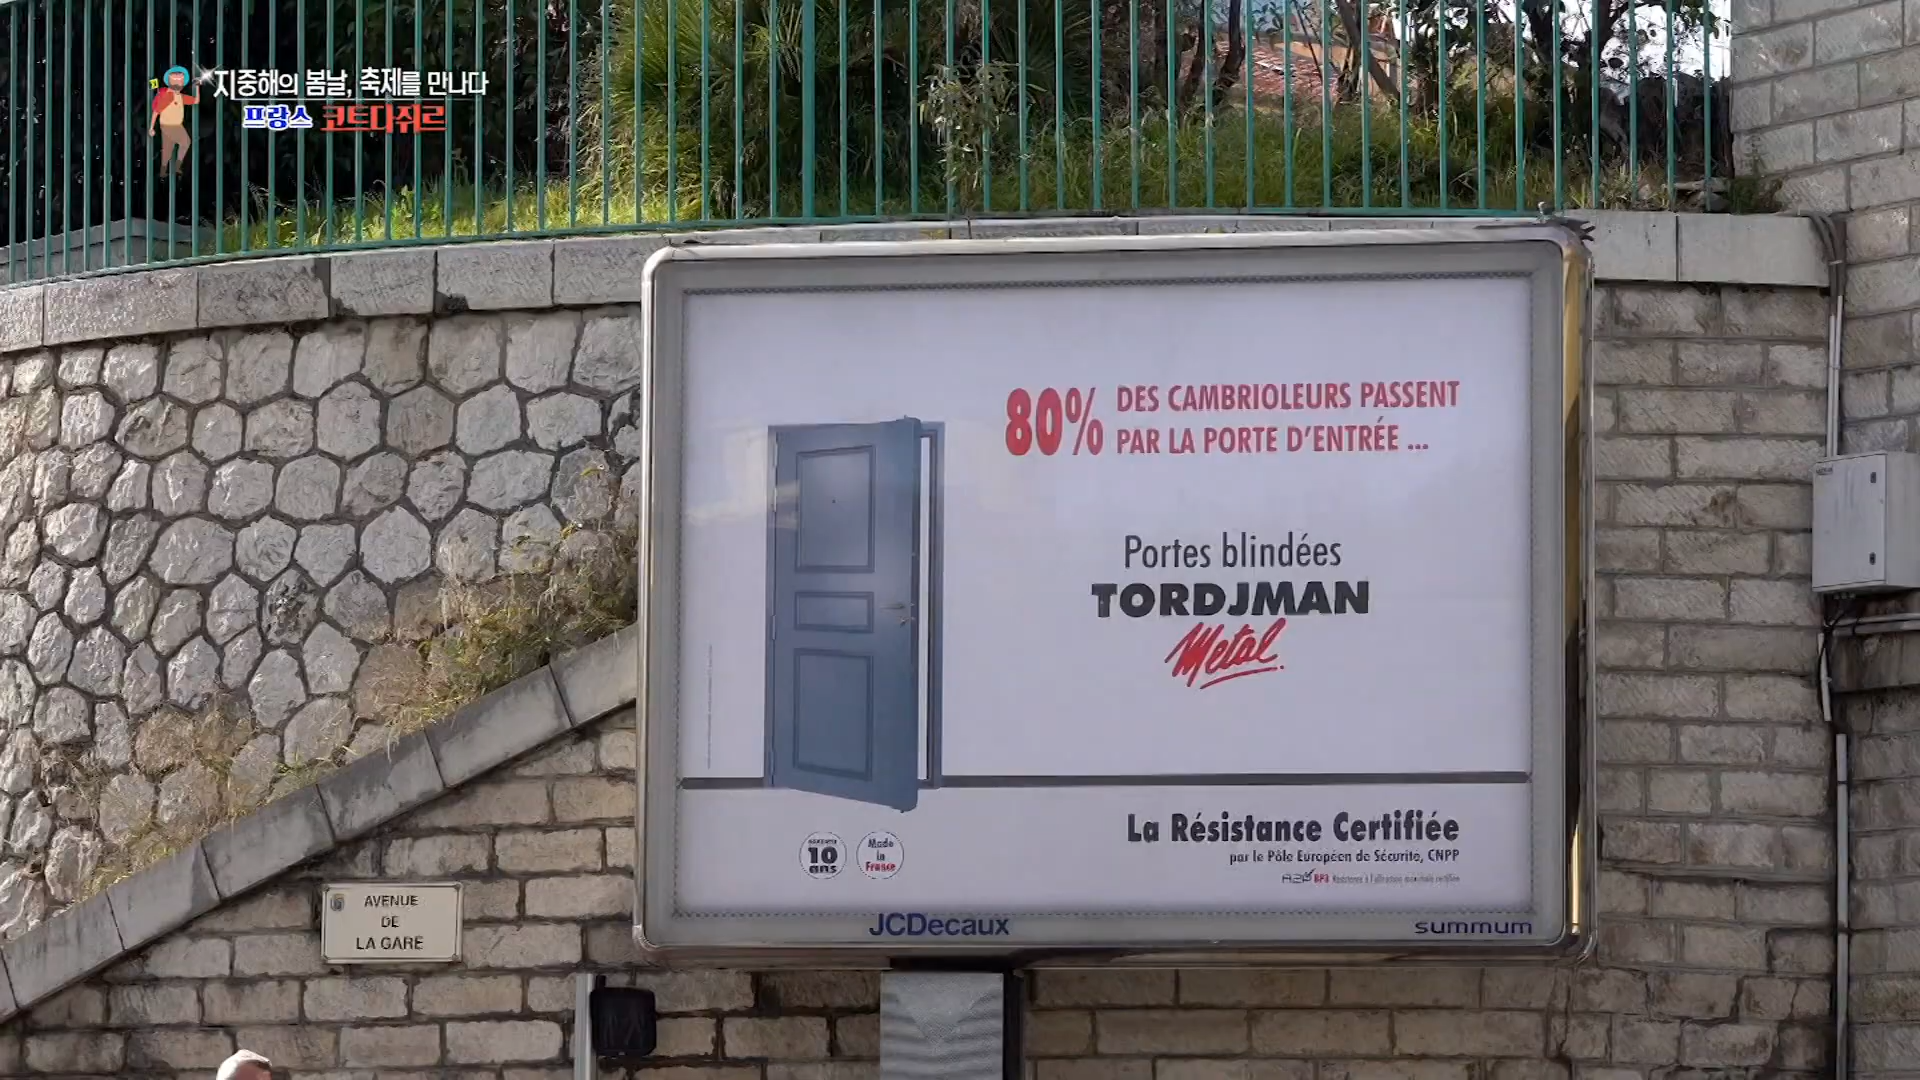 지중해의 봄날, 축제를 만나다
프랑스 코트다쥐르
80% DES CAMBRIOLEURS PASSENT
PAR LA PORTE D'ENTRÉE ...
Portes blindées
TORDJMAN
Metal
La Résistance Certifiée
par le Pôle Européen de Sécurité, CNPP
A2P BP3
10
ans
Made
in
France
JCDecaux
summum
AVENUE
DE
LA GARE